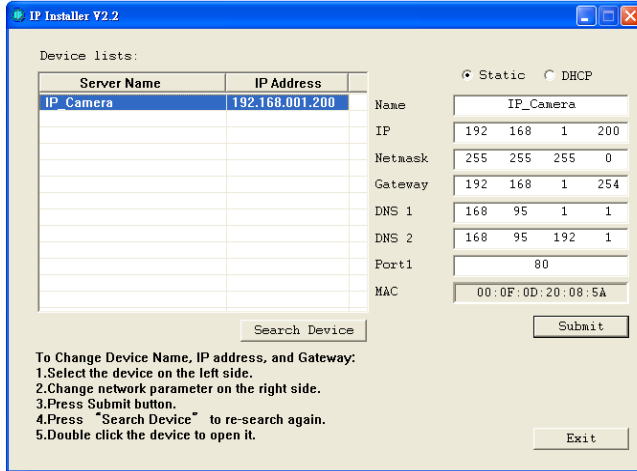 IP Installer V2.2
Device lists:
Server Name IP Address
IP_Camera 192.168.001.200
Static DHCP
Name IP_Camera
IP 192 168 1 200
Netmask 255 255 255 0
Gateway 192 168 1 254
DNS 1 168 95 1 1
DNS 2 168 95 192 1
Port1 80
MAC 00:0F:0D:20:08:5A
Search Device
Submit
To Change Device Name, IP address, and Gateway:
1.Select the device on the left side.
2.Change network parameter on the right side.
3.Press Submit button.
4.Press “Search Device” to re-search again.
5.Double click the device to open it.
Exit